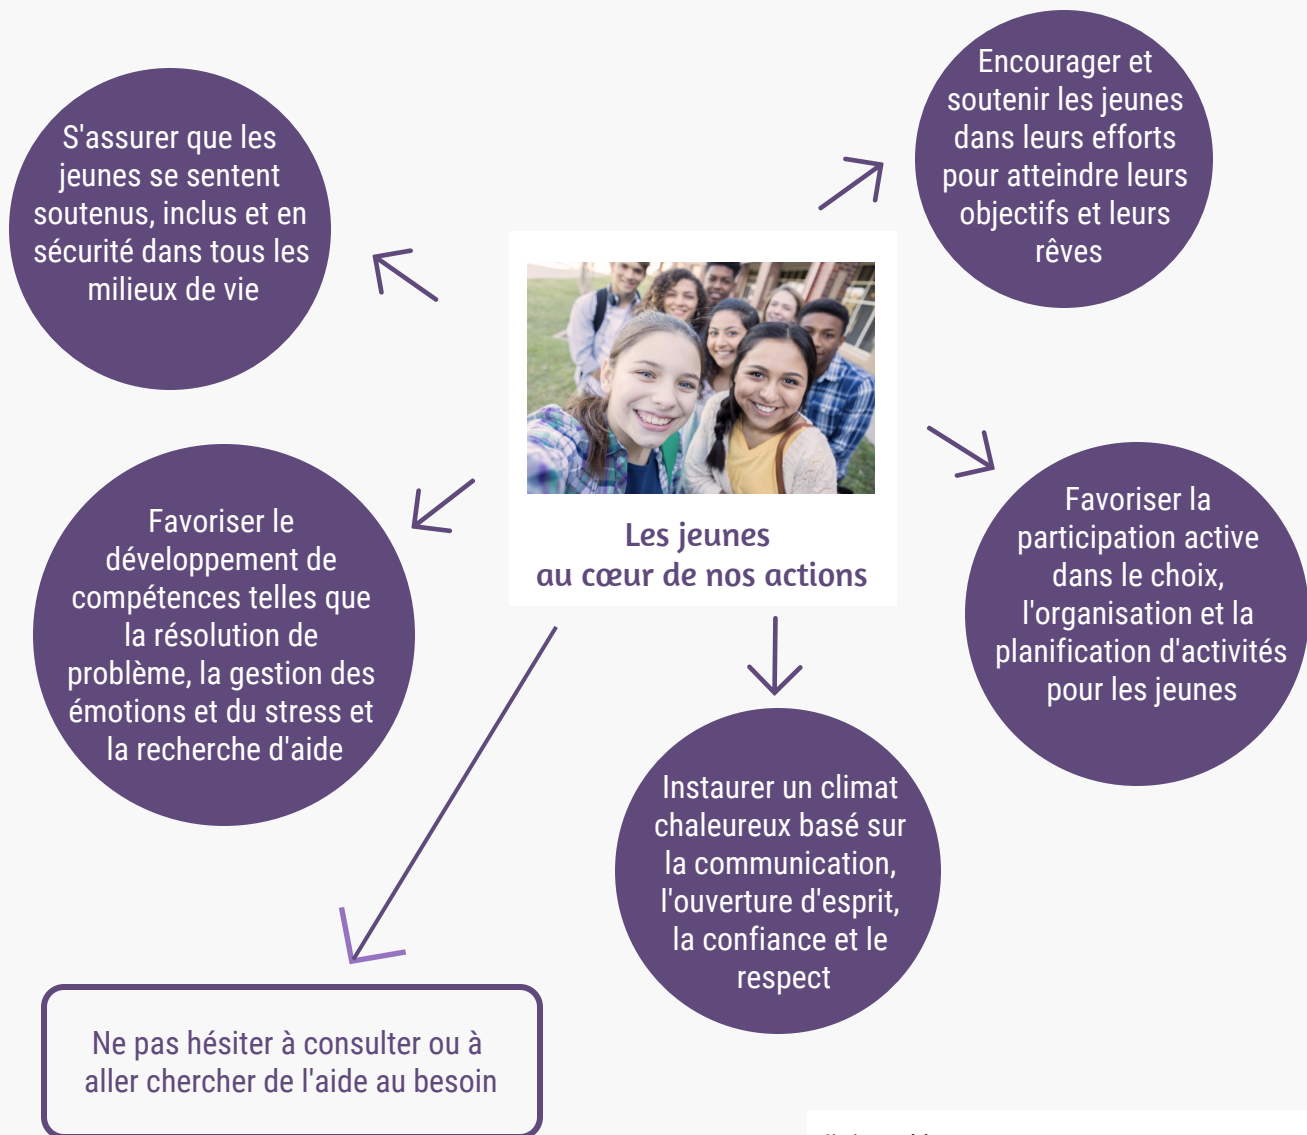 S'assurer que les
jeunes se sentent
soutenus, inclus et en
sécurité dans tous les
milieux de vie
Encourager et
soutenir les jeunes
dans leurs efforts
pour atteindre leurs
objectifs et leurs
rêves
Les jeunes
au cœur de nos actions
Favoriser le
développement de
compétences telles que
la résolution de
problème, la gestion des
émotions et du stress et
la recherche d'aide
Favoriser la
participation active
dans le choix,
l'organisation et la
planification d'activités
pour les jeunes
Instaurer un climat
chaleureux basé sur
la communication,
l'ouverture d'esprit,
la confiance et le
respect
Ne pas hésiter à consulter ou à
aller chercher de l'aide au besoin